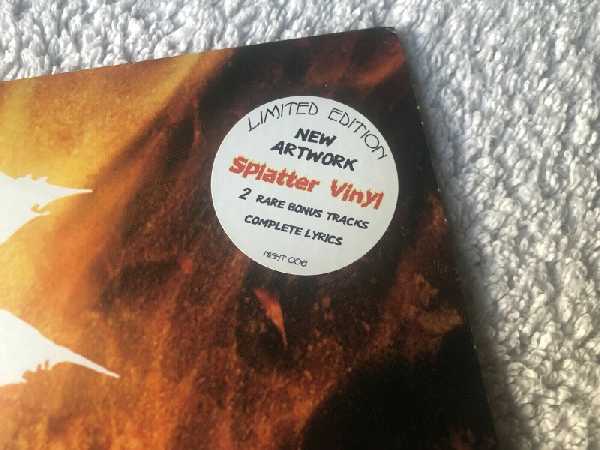 LIMITED EDITION
NEW
ARTWORK
Splatter Vinyl
2 RARE BONUS TRACKS
COMPLETE LYRICS